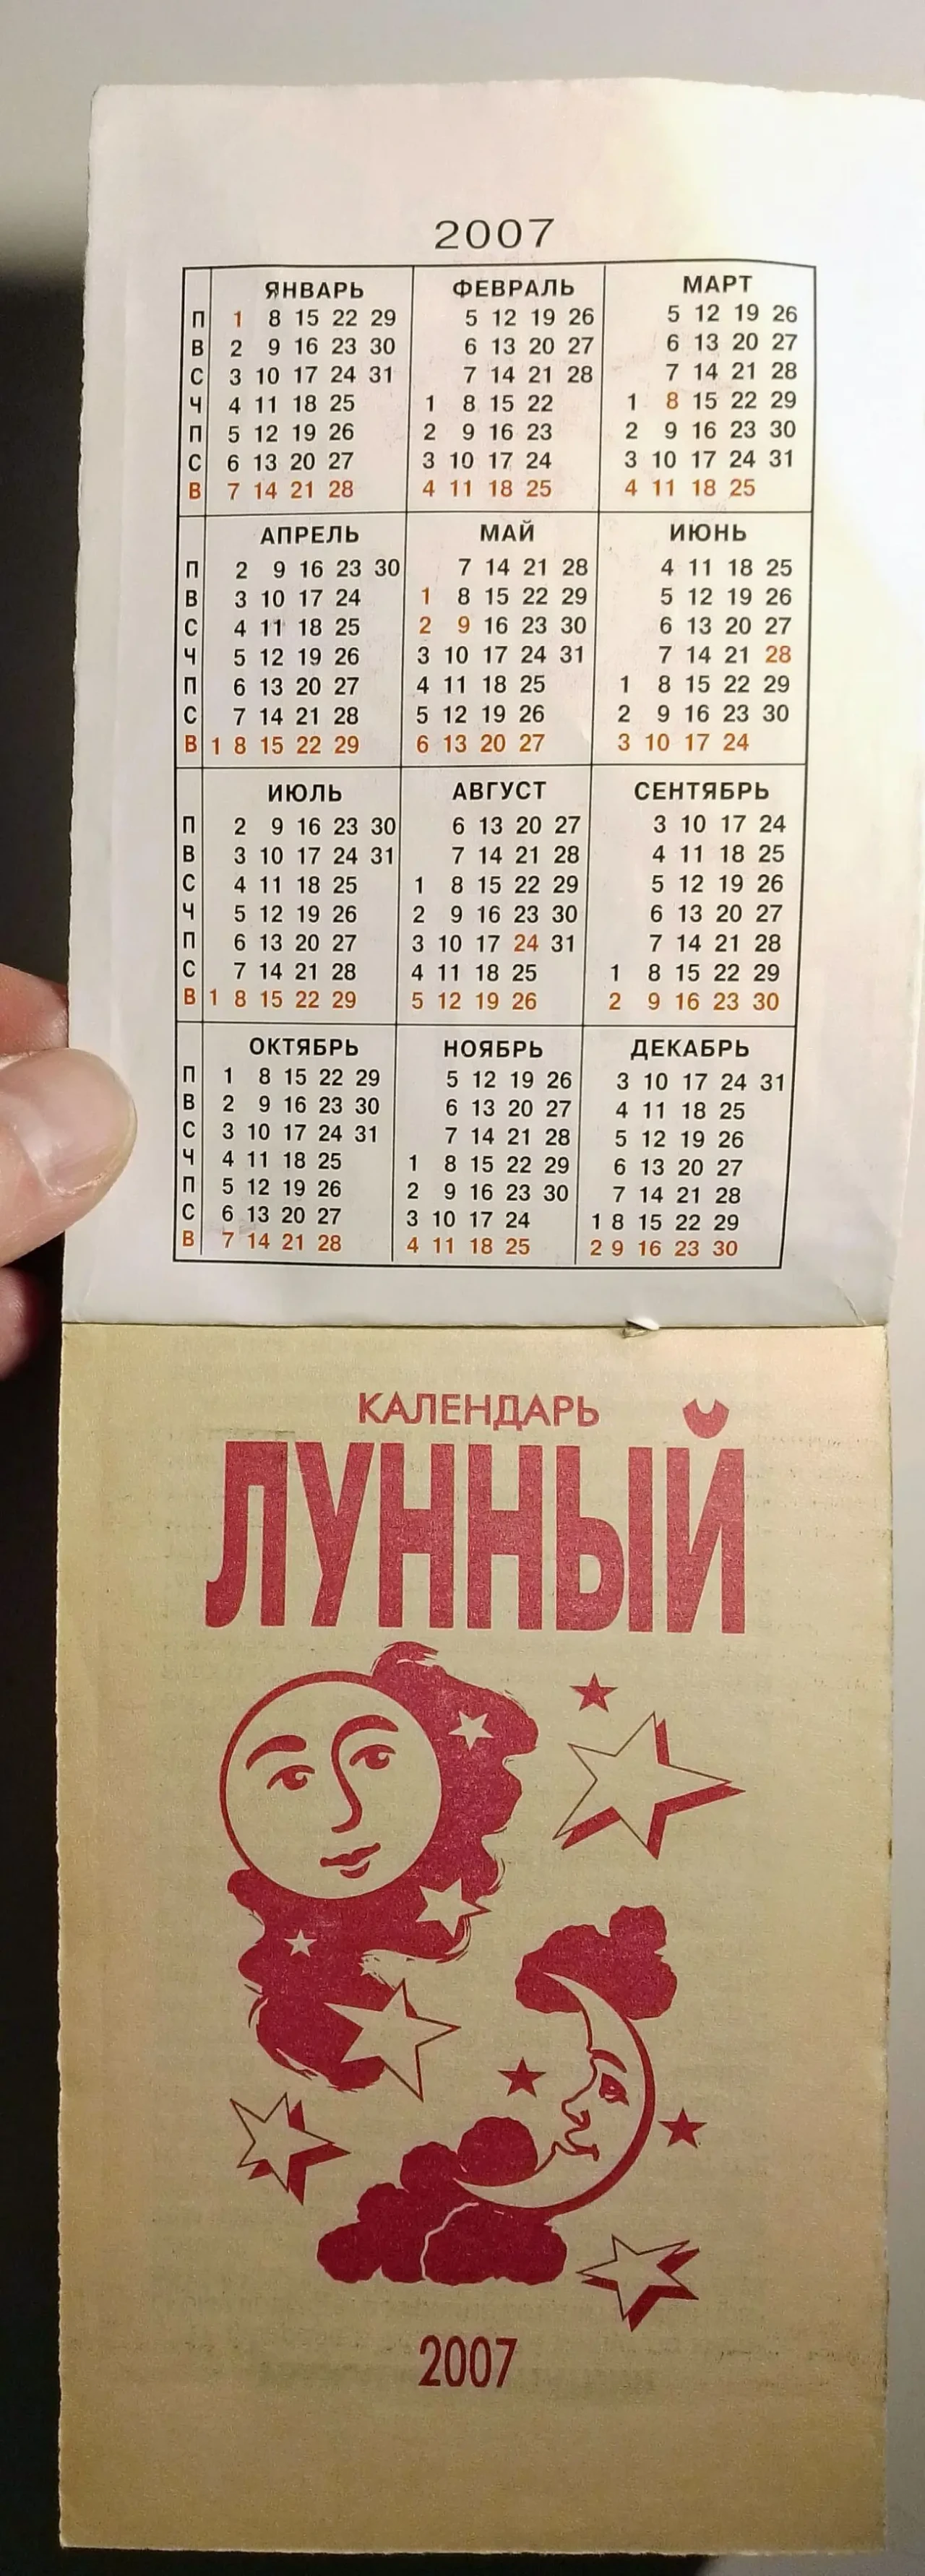 2007
ЯНВАРЬ ФЕВРАЛЬ МАРТ
П 1 8 15 22 29 5 12 19 26 5 12 19 26
В 2 9 16 23 30 6 13 20 27 6 13 20 27
С 3 10 17 24 31 7 14 21 28 7 14 21 28
Ч 4 11 18 25 1 8 15 22 1 8 15 22 29
П 5 12 19 26 2 9 16 23 2 9 16 23 30
С 6 13 20 27 3 10 17 24 3 10 17 24 31
В 7 14 21 28 4 11 18 25 4 11 18 25
АПРЕЛЬ МАЙ ИЮНЬ
П 2 9 16 23 30 7 14 21 28 4 11 18 25
В 3 10 17 24 1 8 15 22 29 5 12 19 26
С 4 11 18 25 2 9 16 23 30 6 13 20 27
Ч 5 12 19 26 3 10 17 24 31 7 14 21 28
П 6 13 20 27 4 11 18 25 1 8 15 22 29
С 7 14 21 28 5 12 19 26 2 9 16 23 30
В 1 8 15 22 29 6 13 20 27 3 10 17 24
ИЮЛЬ АВГУСТ СЕНТЯБРЬ
П 2 9 16 23 30 6 13 20 27 3 10 17 24
В 3 10 17 24 31 7 14 21 28 4 11 18 25
С 4 11 18 25 1 8 15 22 29 5 12 19 26
Ч 5 12 19 26 2 9 16 23 30 6 13 20 27
П 6 13 20 27 3 10 17 24 31 7 14 21 28
С 7 14 21 28 4 11 18 25 1 8 15 22 29
В 1 8 15 22 29 5 12 19 26 2 9 16 23 30
ОКТЯБРЬ НОЯБРЬ ДЕКАБРЬ
П 1 8 15 22 29 5 12 19 26 3 10 17 24 31
В 2 9 16 23 30 6 13 20 27 4 11 18 25
С 3 10 17 24 31 7 14 21 28 5 12 19 26
Ч 4 11 18 25 1 8 15 22 29 6 13 20 27
П 5 12 19 26 2 9 16 23 30 7 14 21 28
С 6 13 20 27 3 10 17 24 1 8 15 22 29
В 7 14 21 28 4 11 18 25 2 9 16 23 30
КАЛЕНДАРЬ
ЛУННЫЙ
2007